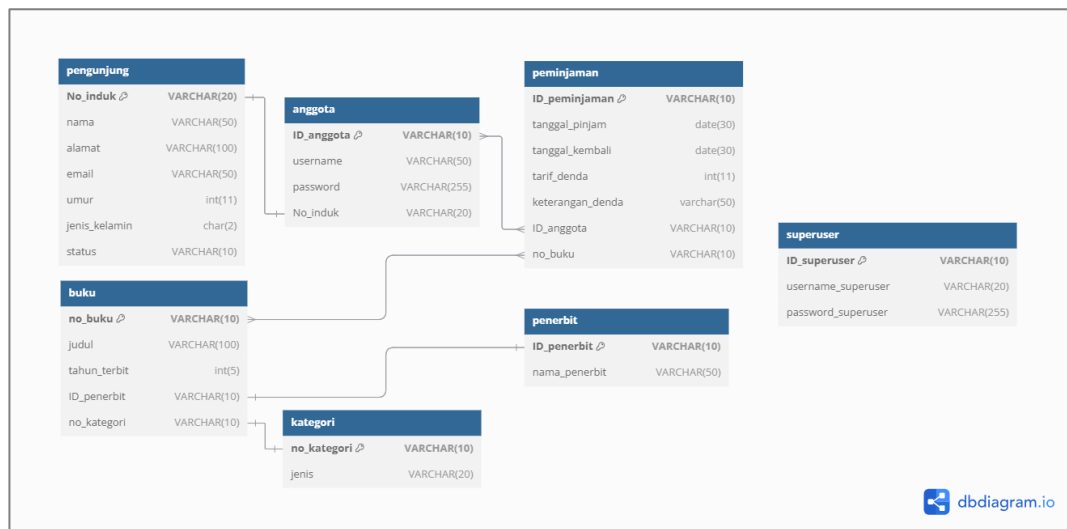 pengunjung
No_induk VARCHAR(20)
nama VARCHAR(50)
alamat VARCHAR(100)
email VARCHAR(50)
umur int(11)
jenis_kelamin char(2)
status VARCHAR(10)
anggota
ID_anggota VARCHAR(10)
username VARCHAR(50)
password VARCHAR(255)
No_induk VARCHAR(20)
peminjaman
ID_peminjaman VARCHAR(10)
tanggal_pinjam date(30)
tanggal_kembali date(30)
tarif_denda int(11)
keterangan_denda varchar(50)
ID_anggota VARCHAR(10)
no_buku VARCHAR(10)
superuser
ID_superuser VARCHAR(10)
username_superuser VARCHAR(20)
password_superuser VARCHAR(255)
buku
no_buku VARCHAR(10)
judul VARCHAR(100)
tahun_terbit int(5)
ID_penerbit VARCHAR(10)
no_kategori VARCHAR(10)
penerbit
ID_penerbit VARCHAR(10)
nama_penerbit VARCHAR(50)
kategori
no_kategori VARCHAR(10)
jenis VARCHAR(20)
dbdiagram.io